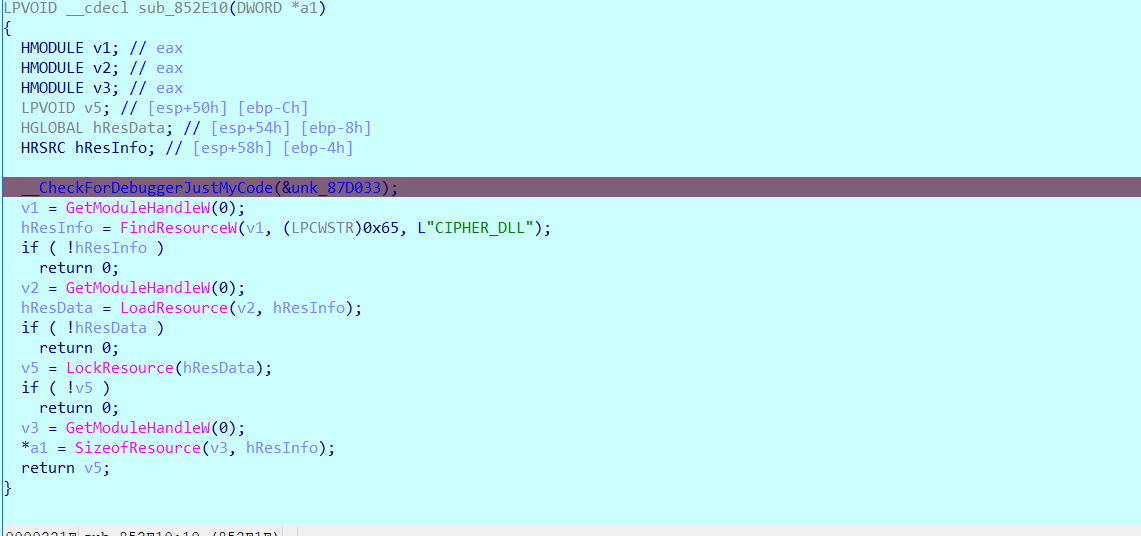 LPVOID __cdecl sub_852E10(DWORD *a1)
{
  HMODULE v1; // eax
  HMODULE v2; // eax
  HMODULE v3; // eax
  LPVOID v5; // [esp+50h] [ebp-Ch]
  HGLOBAL hResData; // [esp+54h] [ebp-8h]
  HRSRC hResInfo; // [esp+58h] [ebp-4h]
  __CheckForDebuggerJustMyCode(&unk_87D033);
  v1 = GetModuleHandleW(0);
  hResInfo = FindResourceW(v1, (LPCWSTR)0x65, L"CIPHER_DLL");
  if ( !hResInfo )
    return 0;
  v2 = GetModuleHandleW(0);
  hResData = LoadResource(v2, hResInfo);
  if ( !hResData )
    return 0;
  v5 = LockResource(hResData);
  if ( !v5 )
    return 0;
  v3 = GetModuleHandleW(0);
  *a1 = SizeofResource(v3, hResInfo);
  return v5;
}